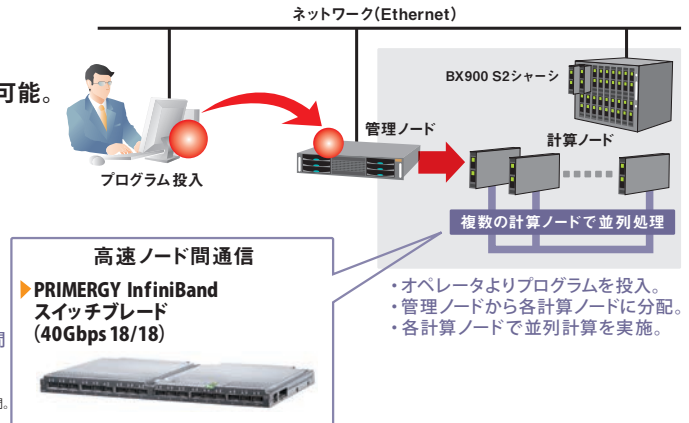 ネットワーク(Ethernet)
可能。
BX900 S2シャーシ
管理ノード
計算ノード
プログラム投入
複数の計算ノードで並列処理
高速ノード間通信
PRIMERGY InfiniBand
スイッチブレード
(40Gbps 18/18)
・オペレータよりプログラムを投入。
・管理ノードから各計算ノードに分配。
・各計算ノードで並列計算を実施。
間